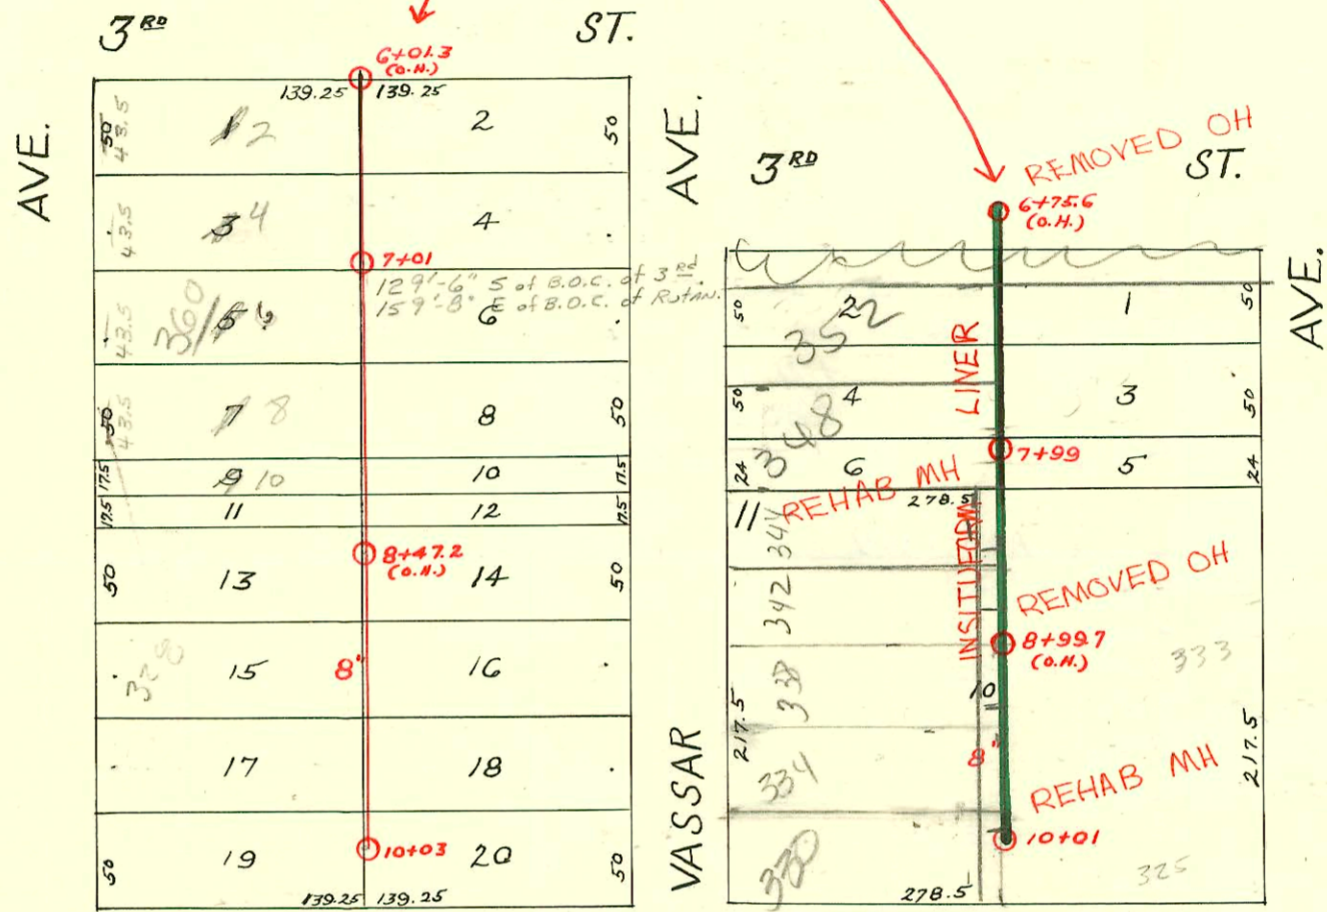 3RD ST.
AVE.
6+01.3
(O.H.)
139.25 139.25
50 43.5 1 2 2 50
43.5 3 4 4
7+01
129'-6" S of B.O.C. of 3rd.
159'-8" E of B.O.C. of Rutan.
43.5 360 5 6 6
50 43.5 7 8 8 50
17.5 9 10 10 17.5
17.5 11 12 17.5
8+47.2
(O.H.)
50 13 14 50
328 15 8" 16
17 18
10+03
50 19 20 50
139.25 139.25
AVE.
VASSAR
3RD ST.
AVE.
REMOVED OH
6+75.6
(O.H.)
50 2 1 50
352
LINER
50 4 3 50
348
7+99
24 6 5 24
REHAB MH
278.5
11 344
INSITUFORM
342
REMOVED OH
8+99.7
(O.H.)
333
338 10
217.5 217.5
8"
334
REHAB MH
10+01
330
325
278.5